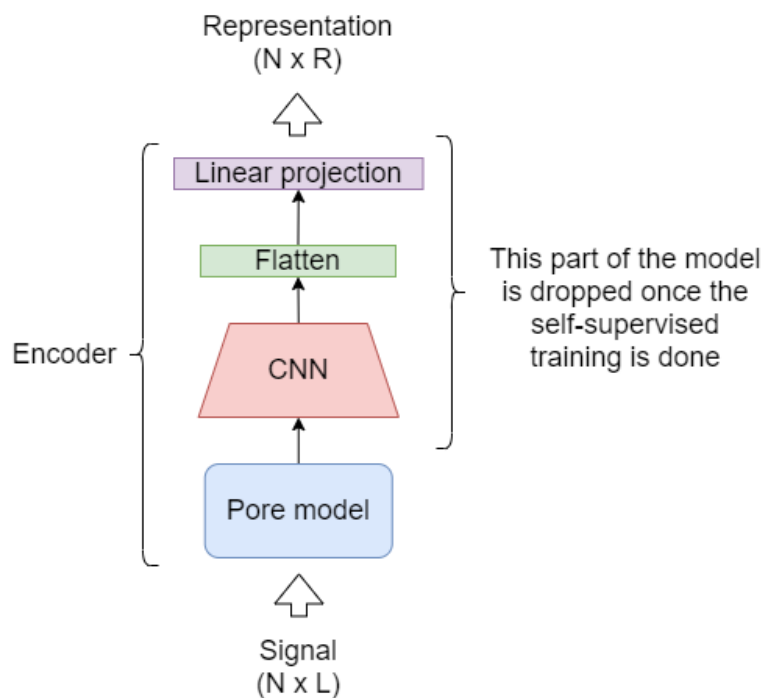 Representation
(N x R)
Linear projection
Flatten
CNN
Pore model
Encoder
This part of the model
is dropped once the
self-supervised
training is done
Signal
(N x L)